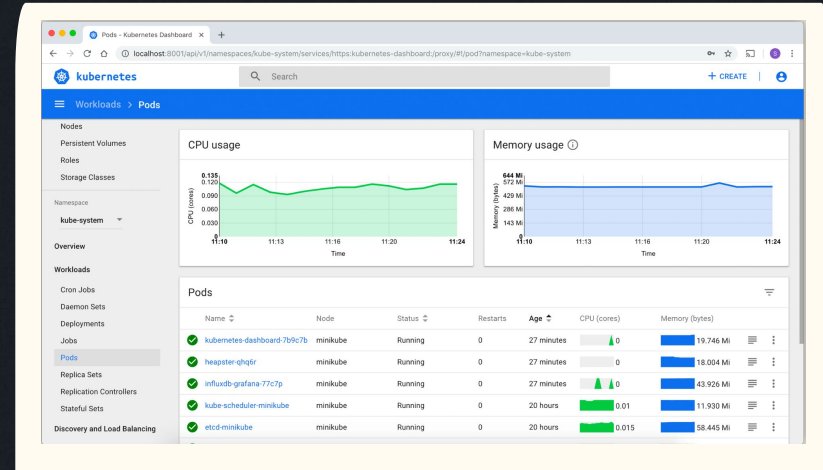 Pods - Kubernetes Dashboard
localhost:8001/api/v1/namespaces/kube-system/services/https:kubernetes-dashboard:/proxy/#!/pod?namespace=kube-system
S
kubernetes
Search
+ CREATE
Workloads > Pods
Nodes
Persistent Volumes
Roles
Storage Classes
Namespace
kube-system
Overview
Workloads
Cron Jobs
Daemon Sets
Deployments
Jobs
Pods
Replica Sets
Replication Controllers
Stateful Sets
Discovery and Load Balancing
CPU usage
CPU (cores)
0.135
0.120
0.090
0.060
0.030
0
11:10 11:13 11:16 11:20 11:24
Time
Memory usage
Memory (bytes)
644 Mi
572 Mi
429 Mi
286 Mi
143 Mi
0
11:10 11:13 11:16 11:20 11:24
Time
Pods
Name Node Status Restarts Age CPU (cores) Memory (bytes)
kubernetes-dashboard-7b9c7b minikube Running 0 27 minutes 0 19.746 Mi
heapster-qhq6r minikube Running 0 27 minutes 0 18.004 Mi
influxdb-grafana-77c7p minikube Running 0 27 minutes 0 43.926 Mi
kube-scheduler-minikube minikube Running 0 20 hours 0.01 11.930 Mi
etcd-minikube minikube Running 0 20 hours 0.015 58.445 Mi